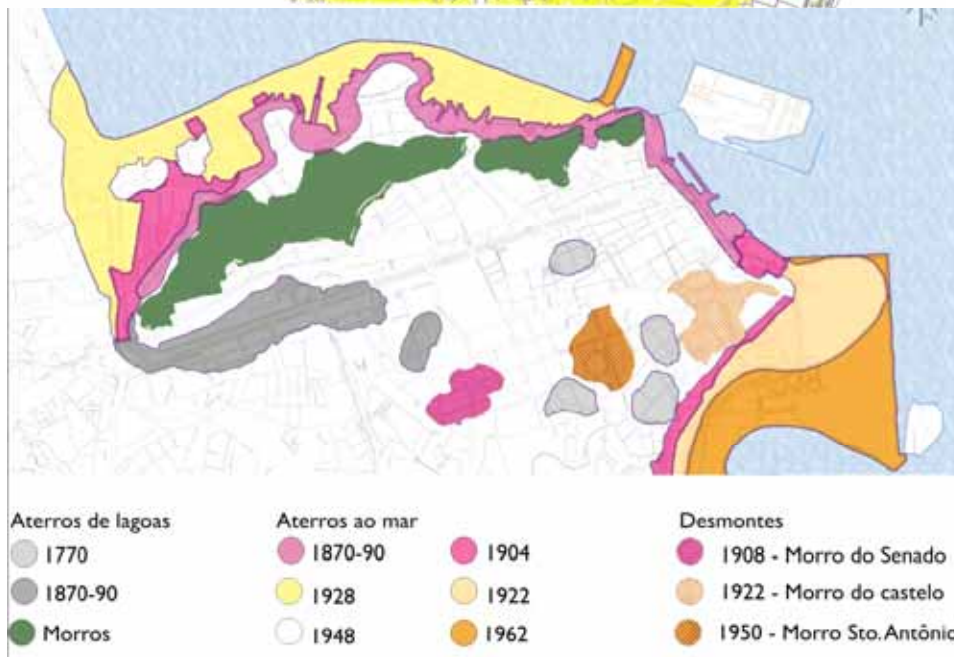 Aterros de lagoas
1770
1870-90
Morros
Aterros ao mar
1870-90
1928
1948
1904
1922
1962
Desmontes
1908 - Morro do Senado
1922 - Morro do castelo
1950 - Morro Sto. Antônio